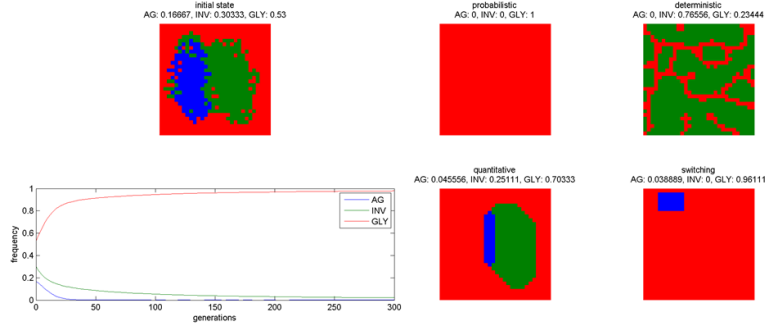 initial state
AG: 0.16667, INV: 0.30333, GLY: 0.53
probabilistic
AG: 0, INV: 0, GLY: 1
deterministic
AG: 0, INV: 0.76556, GLY: 0.23444
1
0.8
0.6
0.4
0.2
0
frequency
0 50 100 150 200 250 300
generations
AG
INV
GLY
quantitative
AG: 0.045556, INV: 0.25111, GLY: 0.70333
switching
AG: 0.038889, INV: 0, GLY: 0.96111